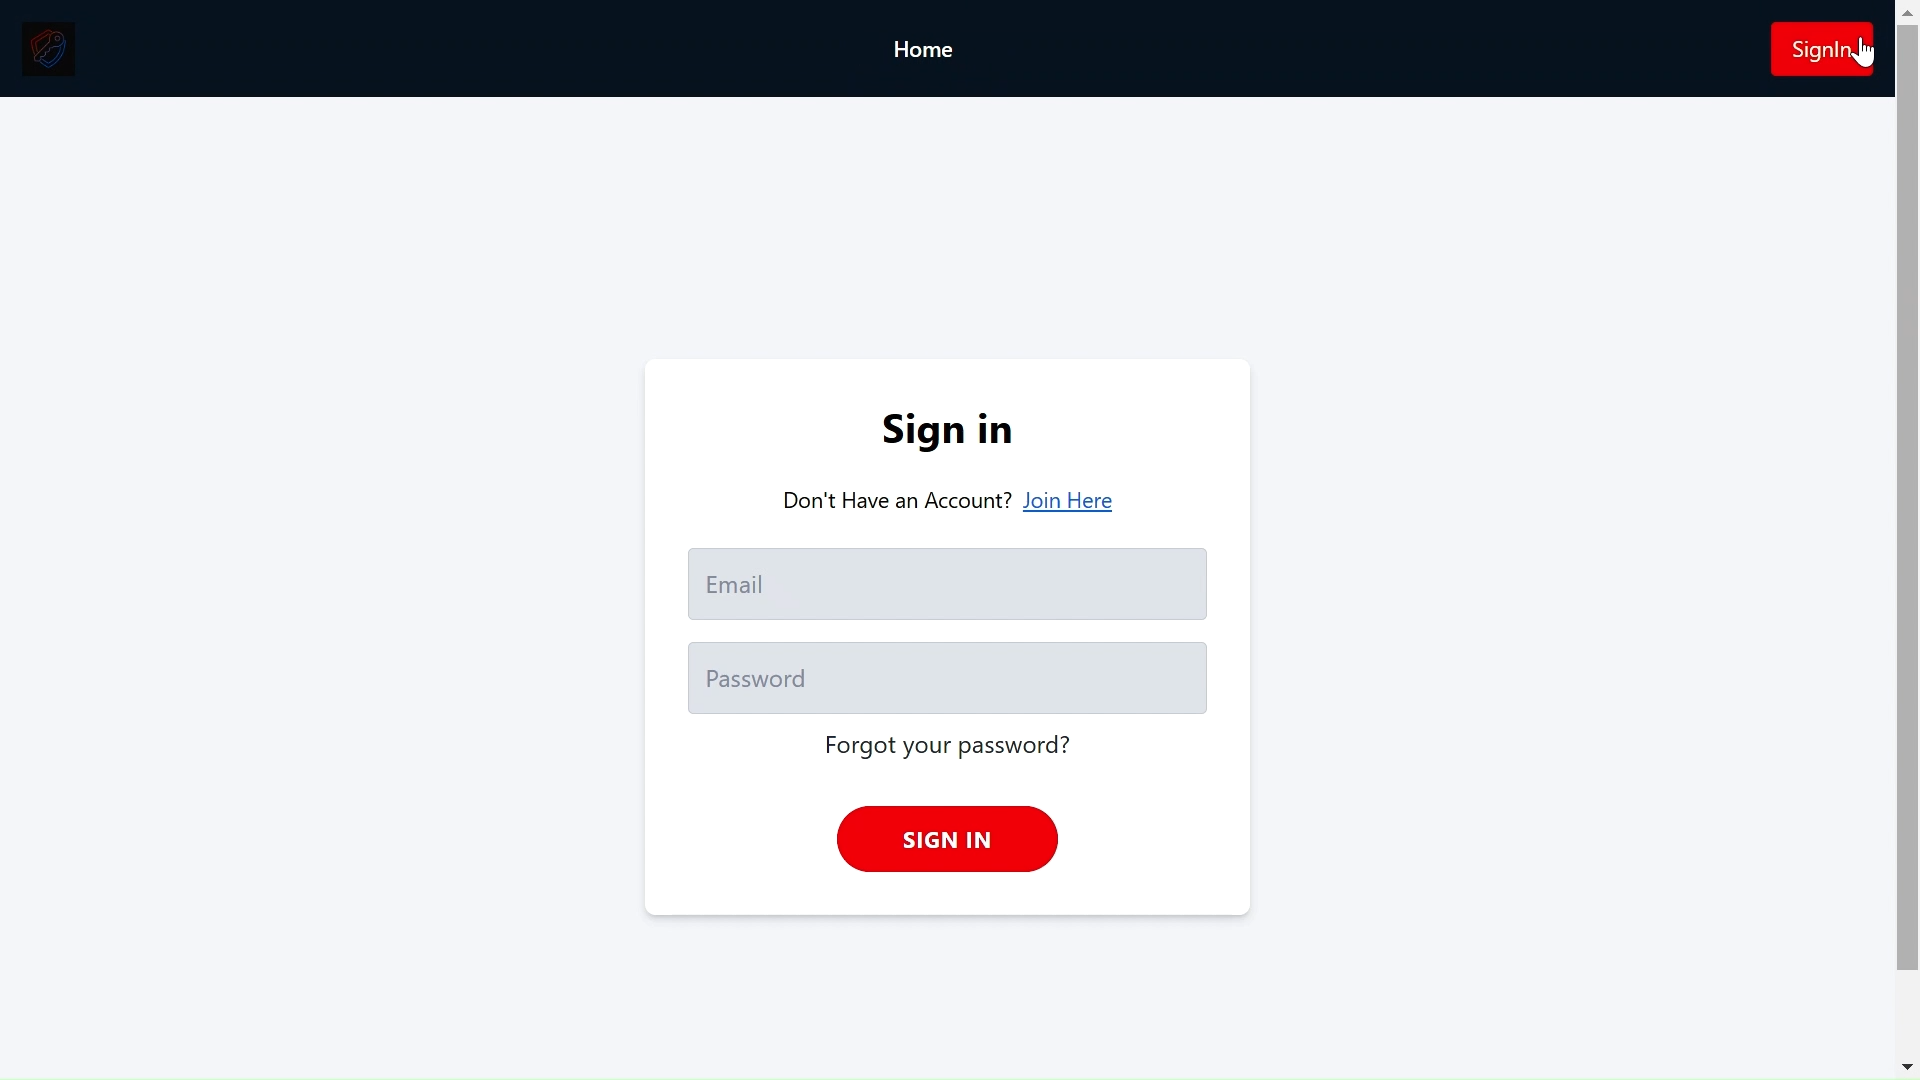 Home
SignIn
Sign in
Don't Have an Account? Join Here
Email
Password
Forgot your password?
SIGN IN